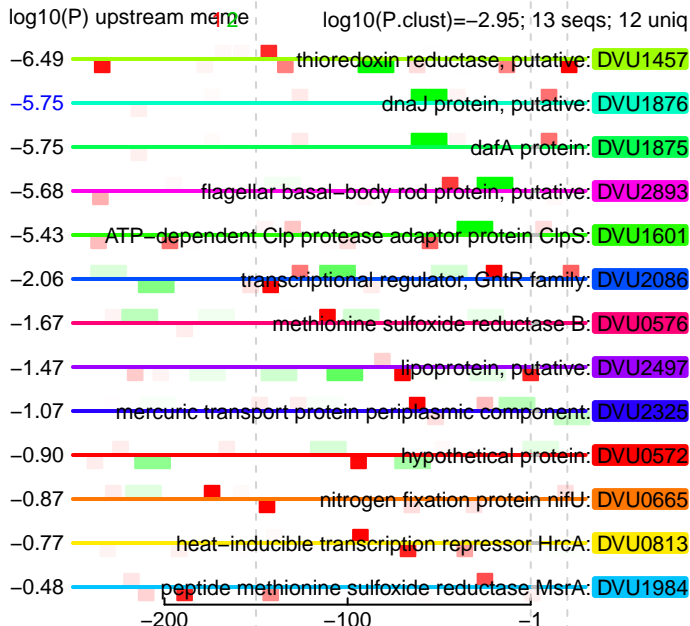 log10(P) upstream meme 1 2 log10(P.clust)=−2.95; 13 seqs; 12 uniq
−6.49 thioredoxin reductase, putative: DVU1457
−5.75 dnaJ protein, putative: DVU1876
−5.75 dafA protein: DVU1875
−5.68 flagellar basal−body rod protein, putative: DVU2893
−5.43 ATP−dependent Clp protease adaptor protein ClpS: DVU1601
−2.06 transcriptional regulator, GntR family: DVU2086
−1.67 methionine sulfoxide reductase B: DVU0576
−1.47 lipoprotein, putative: DVU2497
−1.07 mercuric transport protein periplasmic component: DVU2325
−0.90 hypothetical protein: DVU0572
−0.87 nitrogen fixation protein nifU: DVU0665
−0.77 heat−inducible transcription repressor HrcA: DVU0813
−0.48 peptide methionine sulfoxide reductase MsrA: DVU1984
−200 −100 −1